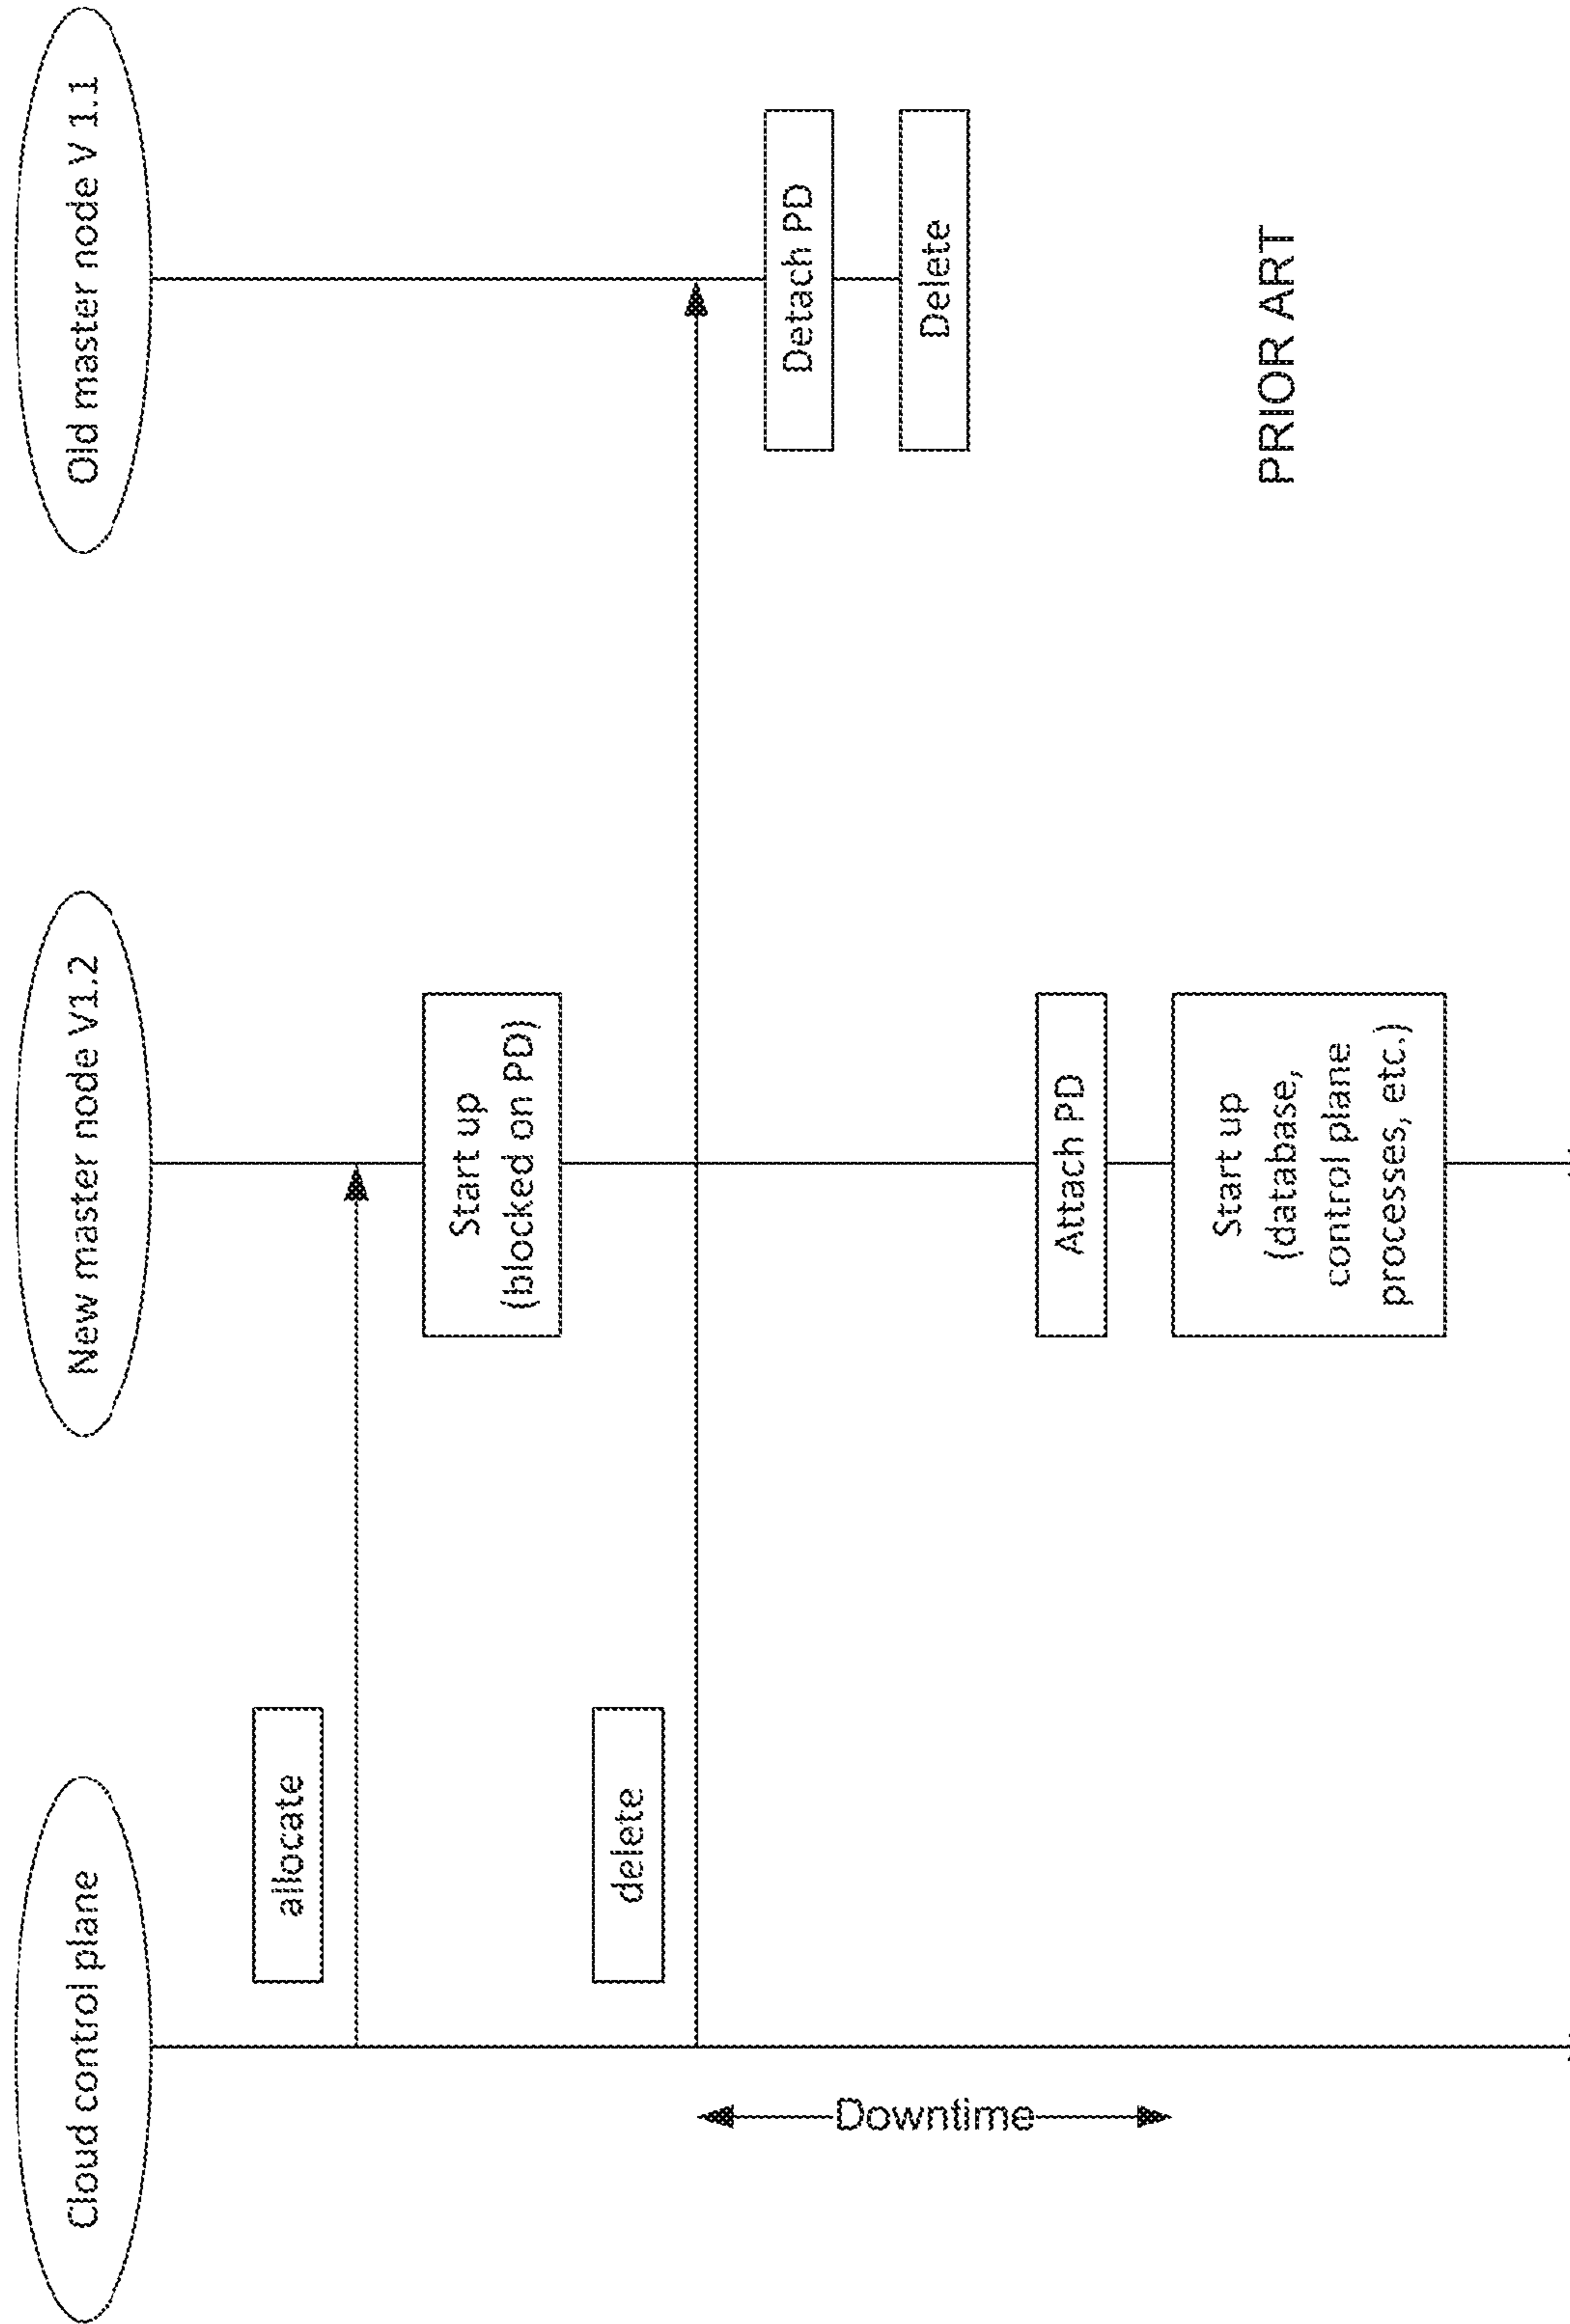 Cloud control plane
New master node V1.2
Old master node V 1.1
allocate
Start up
(blocked on PD)
delete
Downtime
Detach PD
Delete
Attach PD
Start up
(database,
control plane
processes, etc.)
PRIOR ART